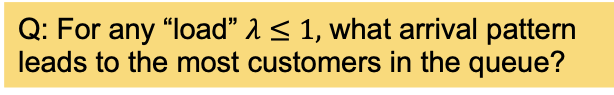 Q: For any “load” 𝜆 ≤ 1, what arrival pattern
leads to the most customers in the queue?